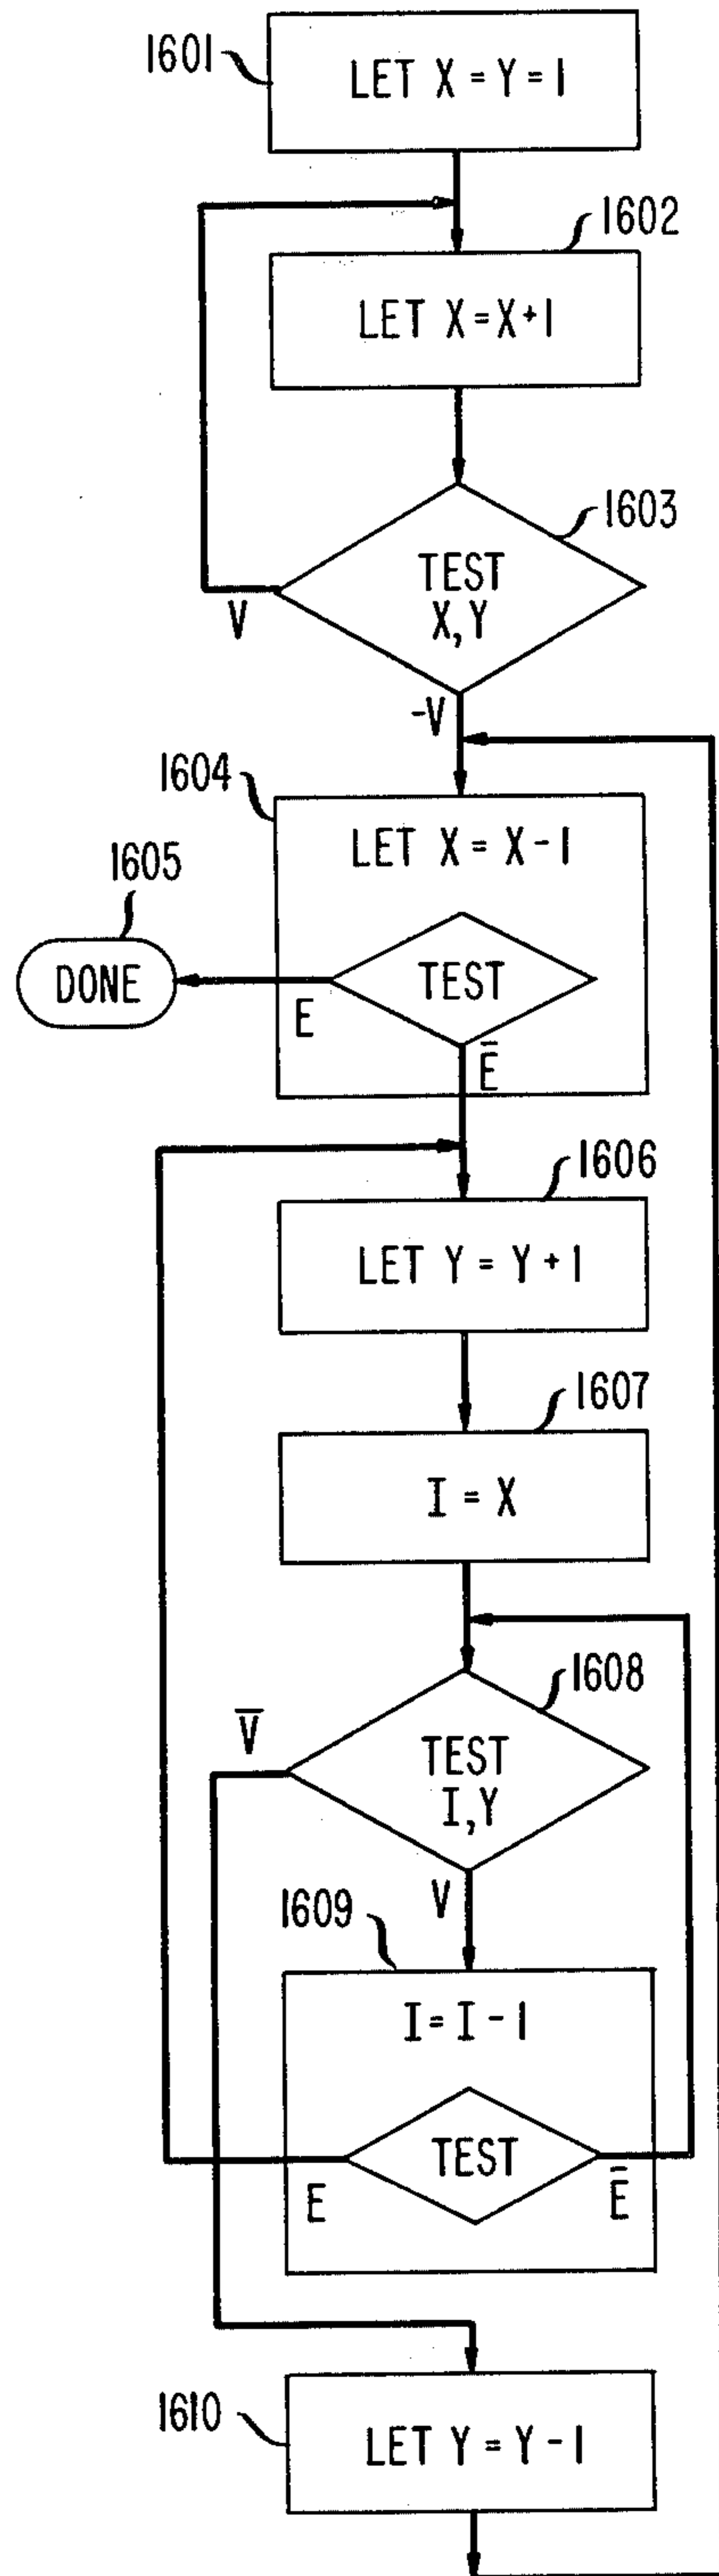 1601
LET X = Y = 1
1602
LET X = X + 1
1603
TEST
X, Y
V
-V
1604
LET X = X - 1
1605
DONE
TEST
E
Ē
1606
LET Y = Y + 1
1607
I = X
1608
V̅
TEST
I, Y
V
1609
I = I - 1
TEST
E
Ē
1610
LET Y = Y - 1